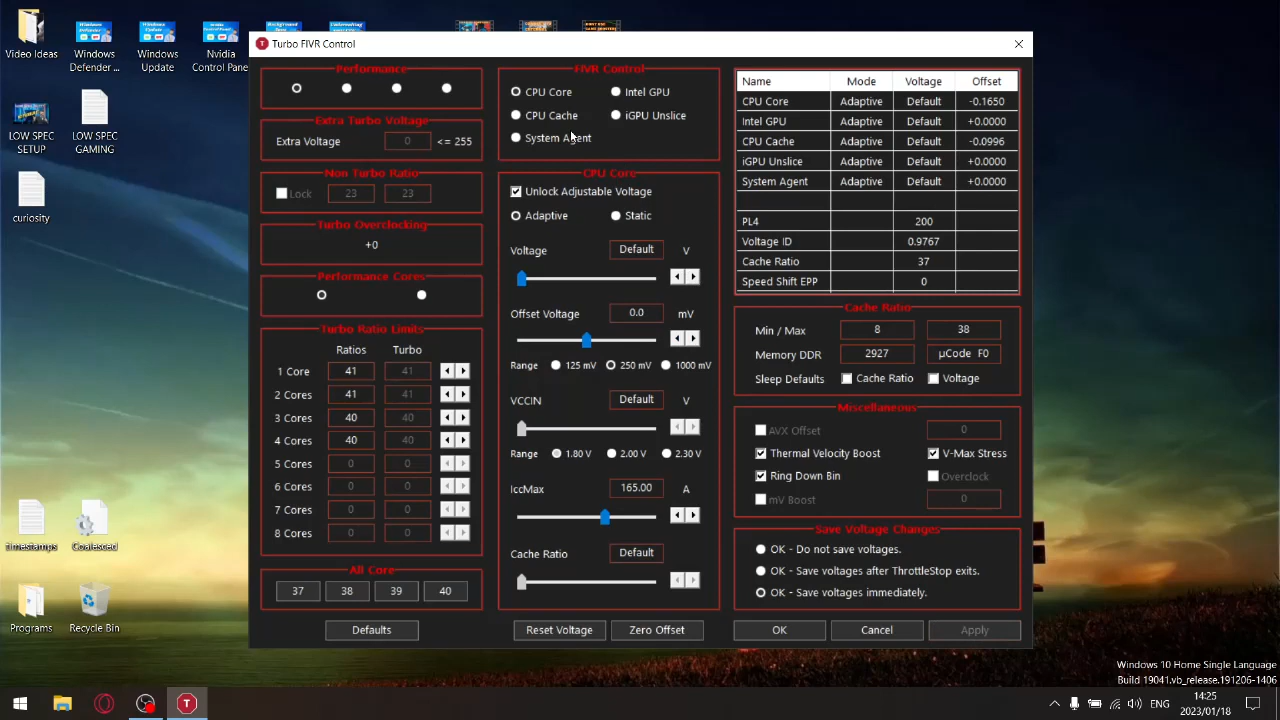 Video Ideas
Windows Defender ...
Windows Update
Nvidia Control Panel
LOW SPEC SETUP
LOW SPEC GAMING
curiosity
timestamps
Coalesced
Programs
Recycle Bin
Turbo FIVR Control
Performance
Extra Turbo Voltage
Extra Voltage 0 <= 255
Non Turbo Ratio
Lock 23 23
Turbo Overclocking
+0
Performance Cores
Turbo Ratio Limits
Ratios Turbo
1 Core 41 41
2 Cores 41 41
3 Cores 40 40
4 Cores 40 40
5 Cores 0 0
6 Cores 0 0
7 Cores 0 0
8 Cores 0 0
All Core
37 38 39 40
Defaults
FIVR Control
CPU Core Intel GPU
CPU Cache iGPU Unslice
System Agent
CPU Core
Unlock Adjustable Voltage
Adaptive Static
Voltage Default V
Offset Voltage 0.0 mV
Range 125 mV 250 mV 1000 mV
VCCIN Default V
Range 1.80 V 2.00 V 2.30 V
IccMax 165.00 A
Cache Ratio Default
Reset Voltage Zero Offset
Name Mode Voltage Offset
CPU Core Adaptive Default -0.1650
Intel GPU Adaptive Default +0.0000
CPU Cache Adaptive Default -0.0996
iGPU Unslice Adaptive Default +0.0000
System Agent Adaptive Default +0.0000
PL4 200
Voltage ID 0.9767
Cache Ratio 37
Speed Shift EPP 0
Cache Ratio
Min / Max 8 38
Memory DDR 2927 µCode F0
Sleep Defaults Cache Ratio Voltage
Miscellaneous
AVX Offset 0
Thermal Velocity Boost V-Max Stress
Ring Down Bin Overclock
mV Boost 0
Save Voltage Changes
OK - Do not save voltages.
OK - Save voltages after ThrottleStop exits.
OK - Save voltages immediately.
OK Cancel Apply
Windows 10 Home Single Language
Build 19041.vb_release.191206-1406
ENG
14:25
2023/01/18